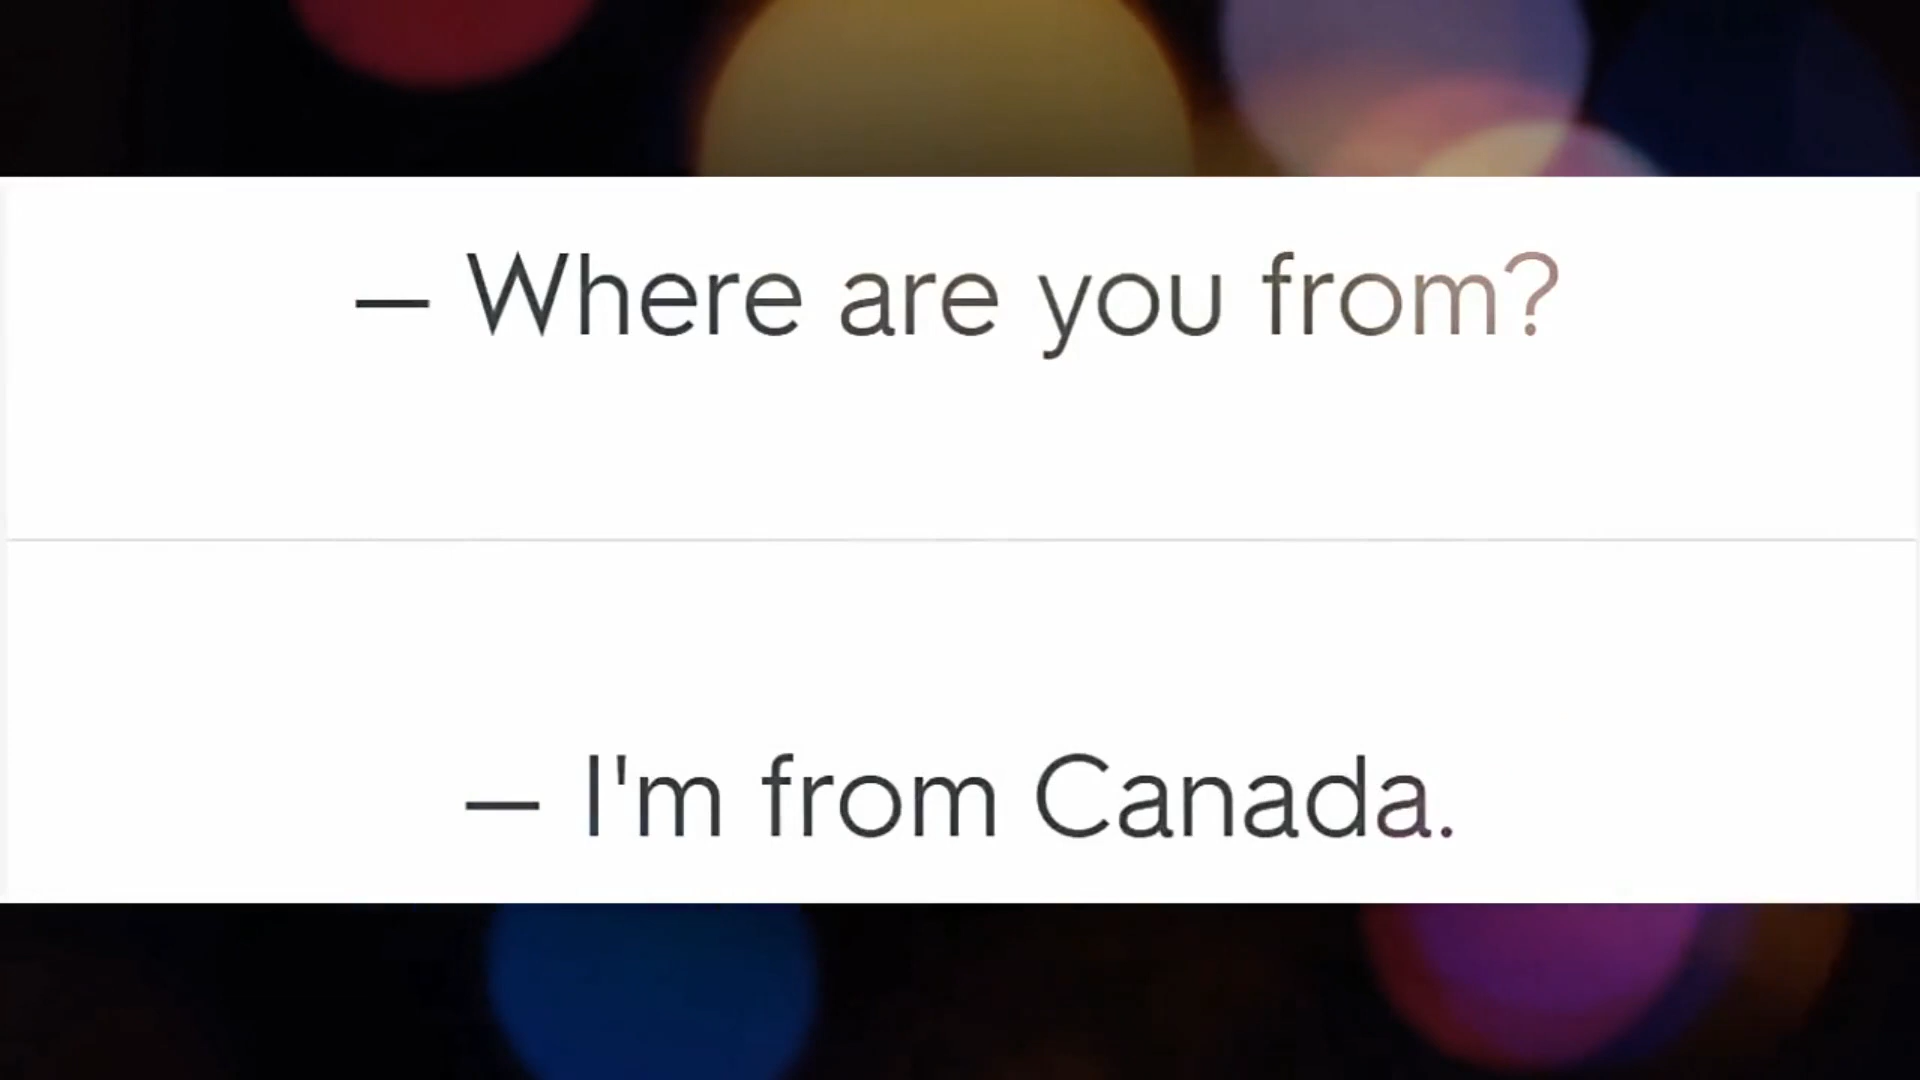 — Where are you from?
— I'm from Canada.